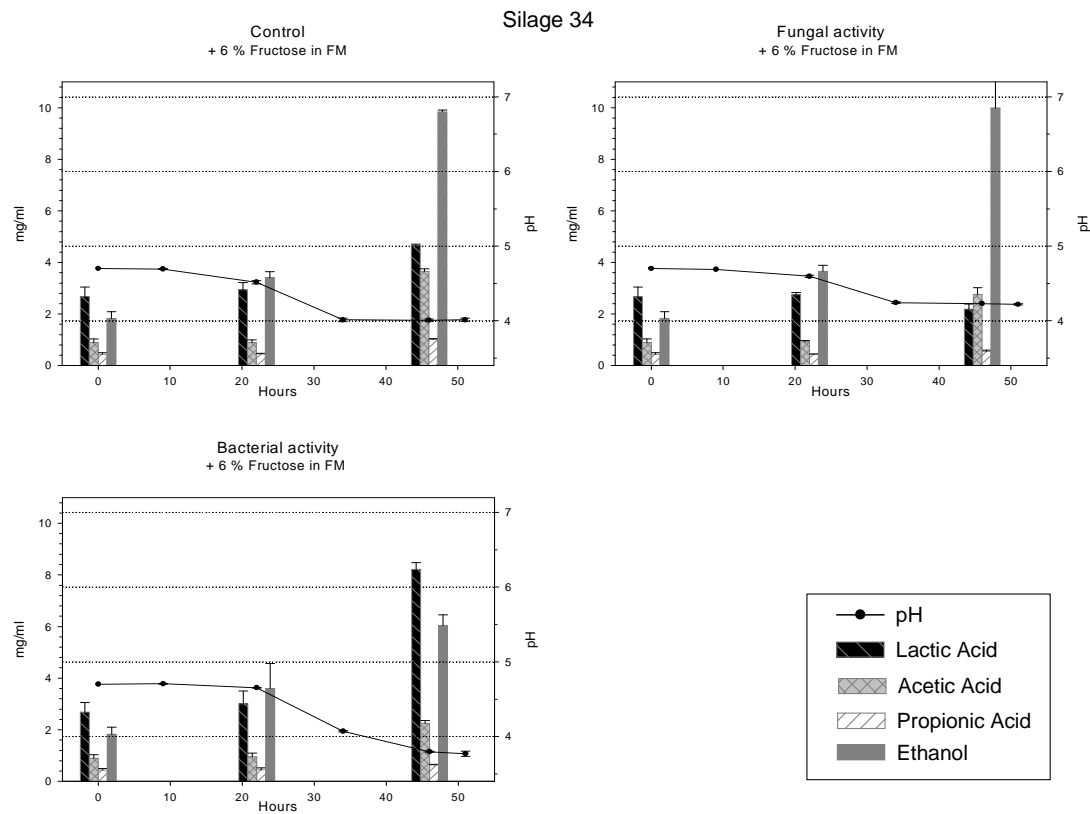 Silage 34
Control
+ 6 % Fructose in FM
mg/ml
10
8
6
4
2
0
7
6
5
4
pH
0 10 20 30 40 50
Hours
Fungal activity
+ 6 % Fructose in FM
mg/ml
10
8
6
4
2
0
7
6
5
4
pH
0 10 20 30 40 50
Hours
Bacterial activity
+ 6 % Fructose in FM
mg/ml
10
8
6
4
2
0
7
6
5
4
pH
0 10 20 30 40 50
Hours
pH
Lactic Acid
Acetic Acid
Propionic Acid
Ethanol